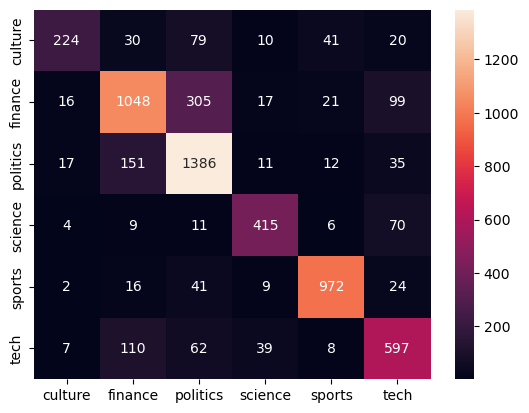 culture 224 30 79 10 41 20
finance 16 1048 305 17 21 99
politics 17 151 1386 11 12 35
science 4 9 11 415 6 70
sports 2 16 41 9 972 24
tech 7 110 62 39 8 597
culture finance politics science sports tech
1200
1000
800
600
400
200